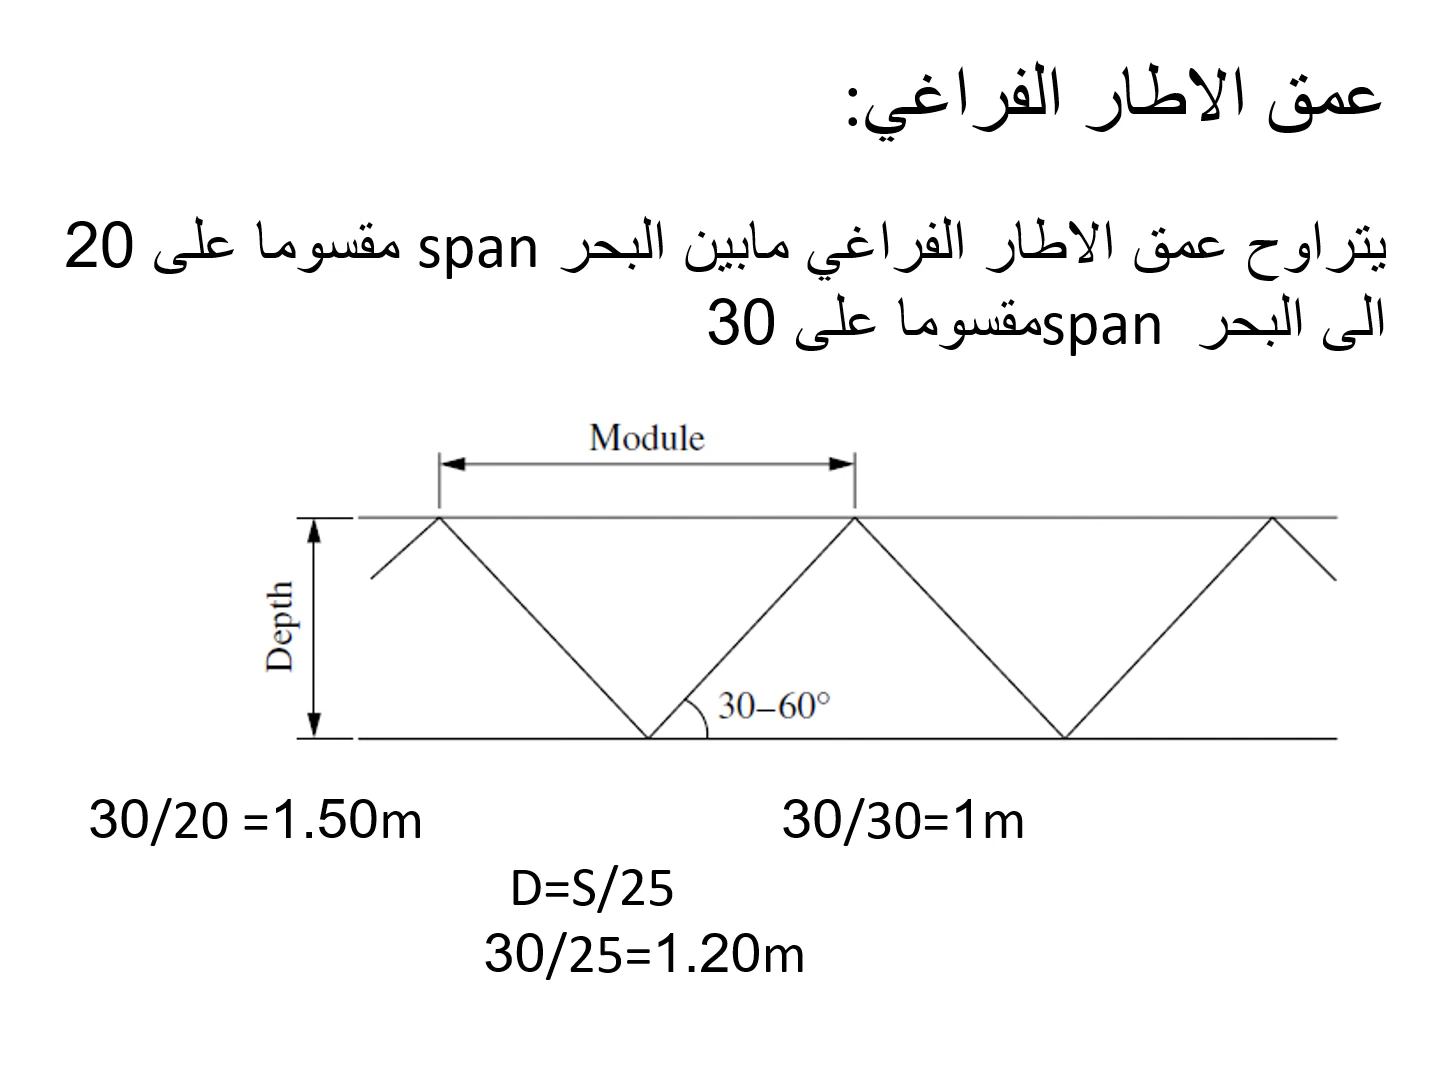 عمق الاطار الفراغي:
يتراوح عمق الاطار الفراغي مابين البحر span مقسوما على 20
الى البحر spanمقسوما على 30
Module
Depth
30–60°
30/20 =1.50m
30/30=1m
D=S/25
30/25=1.20m